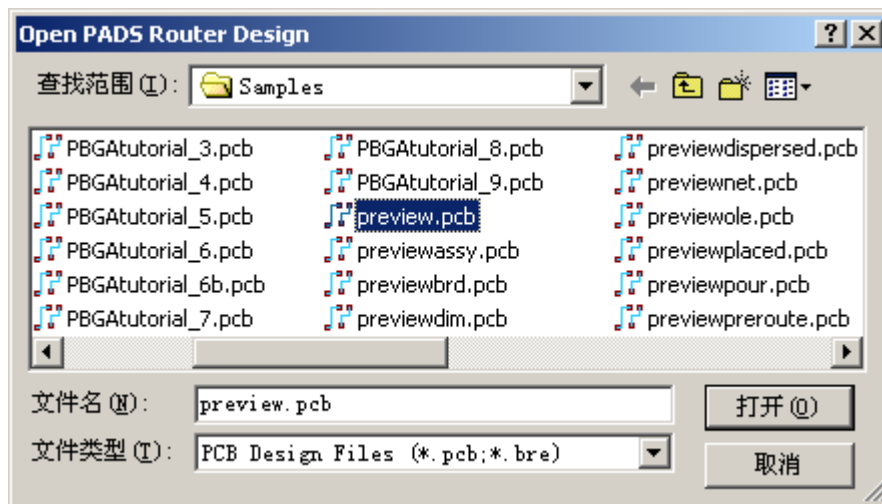 Open PADS Router Design
查找范围(I): Samples
PBGAtutorial_3.pcb PBGAtutorial_8.pcb previewdispersed.pcb
PBGAtutorial_4.pcb PBGAtutorial_9.pcb previewnet.pcb
PBGAtutorial_5.pcb preview.pcb previewole.pcb
PBGAtutorial_6.pcb previewassy.pcb previewplaced.pcb
PBGAtutorial_6b.pcb previewbrd.pcb previewpour.pcb
PBGAtutorial_7.pcb previewdim.pcb previewpreroute.pcb
文件名(N): preview.pcb 打开(O)
文件类型(T): PCB Design Files (*.pcb;*.bre) 取消